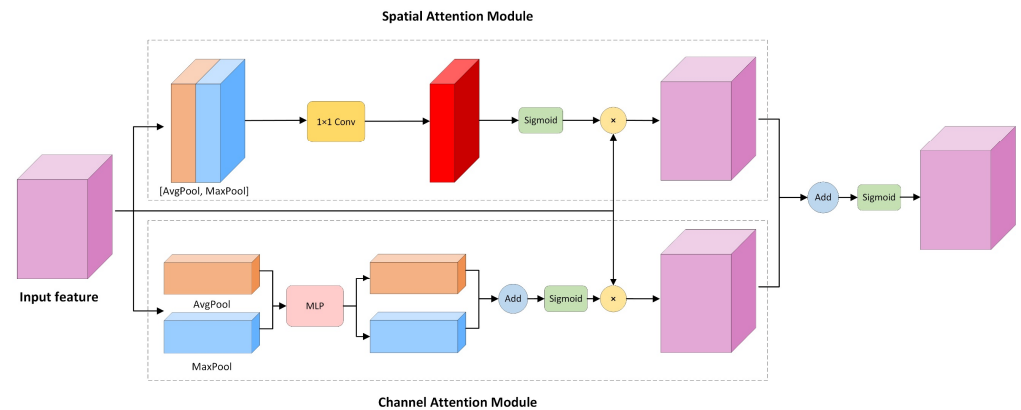 Spatial Attention Module
1×1 Conv
Sigmoid
×
[AvgPool, MaxPool]
Add
Sigmoid
Input feature
AvgPool
MLP
Add
Sigmoid
×
MaxPool
Channel Attention Module